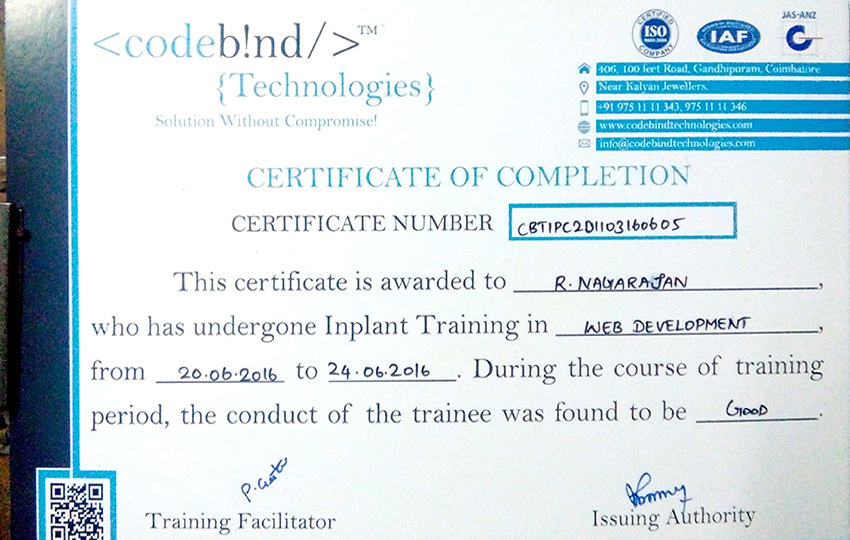 <codeb!nd/>™
{Technologies}
Solution Without Compromise!
CERTIFIED
ISO
COMPANY
IAF
JAS-ANZ
406, 100 feet Road, Gandhipuram, Coimbatore
Near Kalyan Jewellers.
+91 975 11 11 343, 975 11 11 346
www.codebindtechnologies.com
info@codebindtechnologies.com
CERTIFICATE OF COMPLETION
CERTIFICATE NUMBER CBTIPC2D1103160605
This certificate is awarded to R. NAGARAJAN,
who has undergone Inplant Training in WEB DEVELOPMENT,
from 20.06.2016 to 24.06.2016. During the course of training
period, the conduct of the trainee was found to be GOOD.
Training Facilitator
Issuing Authority